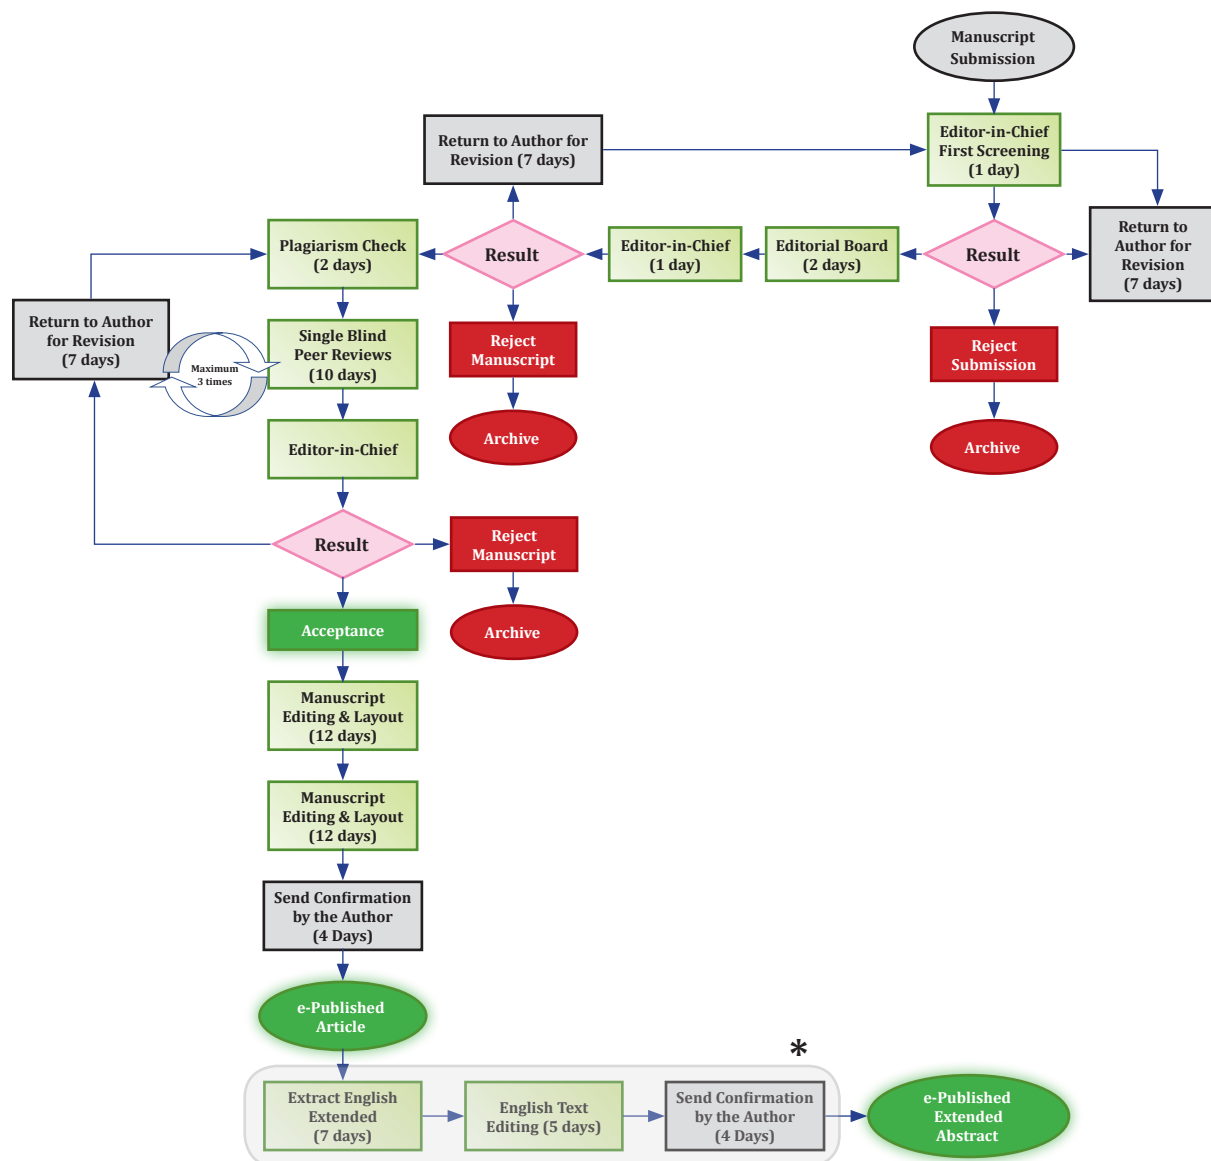 Manuscript
Submission
Editor-in-Chief
First Screening
(1 day)
Return to Author for
Revision (7 days)
Return to
Author for
Revision
(7 days)
Result
Editorial Board
(2 days)
Editor-in-Chief
(1 day)
Result
Plagiarism Check
(2 days)
Reject
Submission
Archive
Reject
Manuscript
Archive
Return to Author
for Revision
(7 days)
Maximum
3 times
Single Blind
Peer Reviews
(10 days)
Editor-in-Chief
Result
Reject
Manuscript
Archive
Acceptance
Manuscript
Editing & Layout
(12 days)
Manuscript
Editing & Layout
(12 days)
Send Confirmation
by the Author
(4 Days)
e-Published
Article
*
Extract English
Extended
(7 days)
English Text
Editing (5 days)
Send Confirmation
by the Author
(4 Days)
e-Published
Extended
Abstract